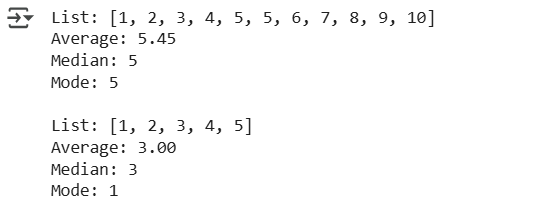 List: [1, 2, 3, 4, 5, 5, 6, 7, 8, 9, 10]
Average: 5.45
Median: 5
Mode: 5
List: [1, 2, 3, 4, 5]
Average: 3.00
Median: 3
Mode: 1